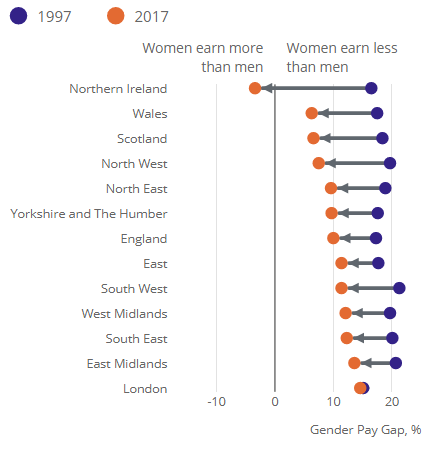 1997 2017
Women earn more Women earn less
than men than men
Northern Ireland
Wales
Scotland
North West
North East
Yorkshire and The Humber
England
East
South West
West Midlands
South East
East Midlands
London
-10 0 10 20
Gender Pay Gap, %